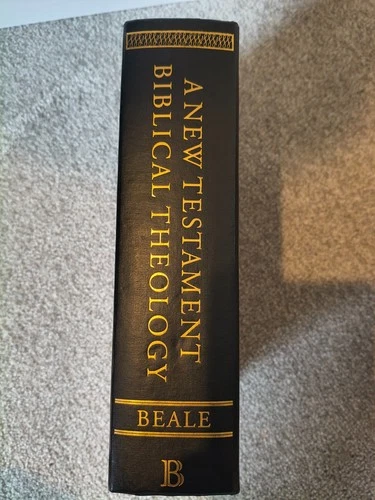 A NEW TESTAMENT
BIBLICAL THEOLOGY
BEALE
B